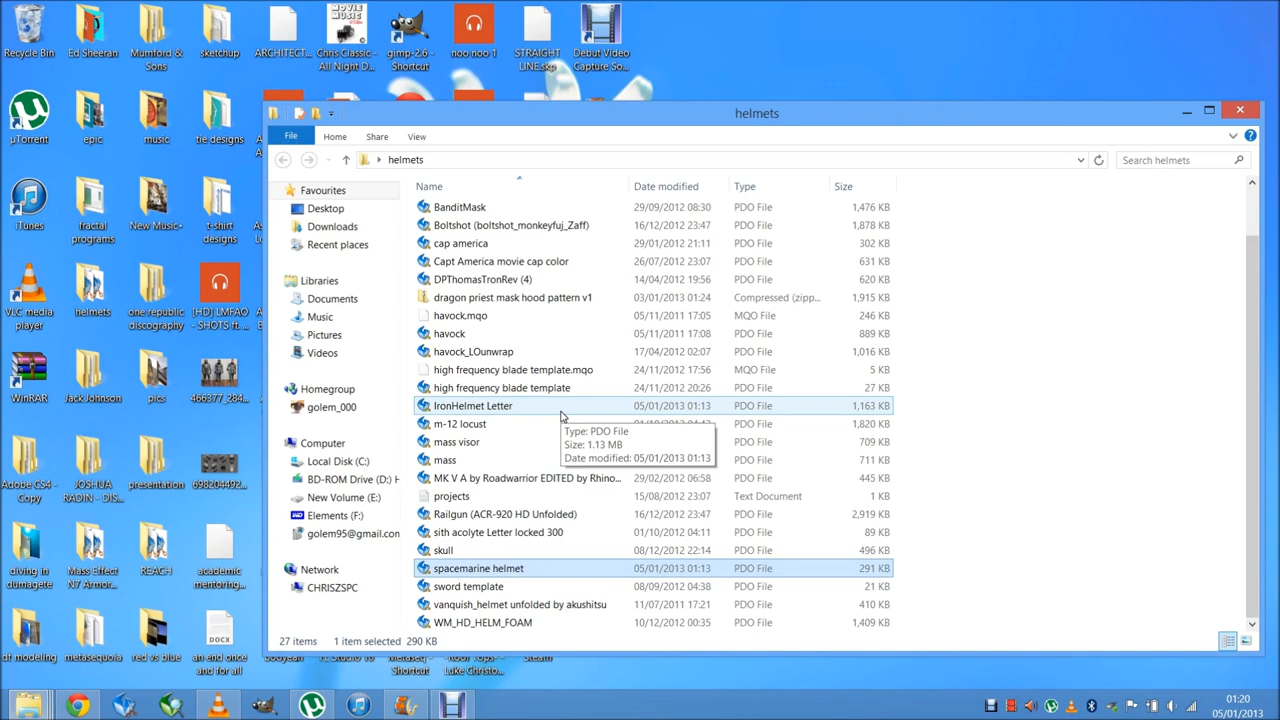 Recycle Bin
Ed Sheeran
Mumford & Sons
sketchup
ARCHITECT...
Chris Classic - All Night D...
gimp-2.6 - Shortcut
noo noo 1
STRAIGHT LINE.skp
Debut Video Capture So...
µTorrent
epic
music
tie designs
iTunes
fractal programs
New Music•
t-shirt designs
VLC media player
helmets
one republic discography
[HD] LMFAO - SHOTS ft. ...
WinRAR
Jack Johnson
pics
466377_284...
Adobe CS4 - Copy
JOSHUA RADIN - DIS...
presentation
698204492...
diving in dumagete
Mass Effect N7 Armor...
REACH
academic mentoring...
dt modeling
metasequoia
red vs blue
an end once and for all
booyeah
FL Studio 10
Metaseq - Shortcut
-Roof Tops- - Luke Christo...
Steam
helmets
File Home Share View
helmets
Search helmets
Favourites
Desktop
Downloads
Recent places
Libraries
Documents
Music
Pictures
Videos
Homegroup
golem_000
Computer
Local Disk (C:)
BD-ROM Drive (D:) H
New Volume (E:)
Elements (F:)
golem95@gmail.com
Network
CHRISZSPC
Name Date modified Type Size
BanditMask 29/09/2012 08:30 PDO File 1,476 KB
Boltshot (boltshot_monkeyfuj_Zaff) 16/12/2012 23:47 PDO File 1,878 KB
cap america 29/01/2012 21:11 PDO File 302 KB
Capt America movie cap color 26/07/2012 23:07 PDO File 631 KB
DPThomasTronRev (4) 14/04/2012 19:56 PDO File 620 KB
dragon priest mask hood pattern v1 03/01/2013 01:24 Compressed (zipp... 1,915 KB
havock.mqo 05/11/2011 17:05 MQO File 246 KB
havock 05/11/2011 17:08 PDO File 889 KB
havock_LOunwrap 17/04/2012 02:07 PDO File 1,016 KB
high frequency blade template.mqo 24/11/2012 17:56 MQO File 5 KB
high frequency blade template 24/11/2012 20:26 PDO File 27 KB
IronHelmet Letter 05/01/2013 01:13 PDO File 1,163 KB
m-12 locust PDO File 1,820 KB
mass visor PDO File 709 KB
mass PDO File 711 KB
MK V A by Roadwarrior EDITED by Rhino... 29/02/2012 06:58 PDO File 445 KB
projects 15/08/2012 23:07 Text Document 1 KB
Railgun (ACR-920 HD Unfolded) 16/12/2012 23:47 PDO File 2,919 KB
sith acolyte Letter locked 300 01/10/2012 04:11 PDO File 89 KB
skull 08/12/2012 22:14 PDO File 496 KB
spacemarine helmet 05/01/2013 01:13 PDO File 291 KB
sword template 08/09/2012 04:38 PDO File 21 KB
vanquish_helmet unfolded by akushitsu 11/07/2011 17:21 PDO File 410 KB
WM_HD_HELM_FOAM 10/12/2012 00:35 PDO File 1,409 KB
Type: PDO File
Size: 1.13 MB
Date modified: 05/01/2013 01:13
27 items 1 item selected 290 KB
01:20
05/01/2013